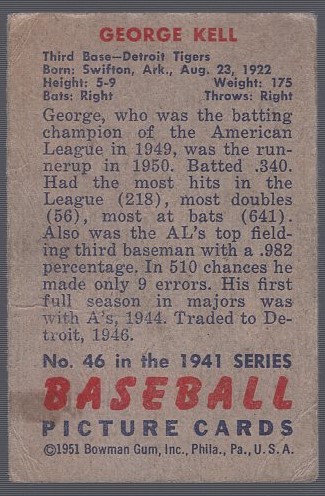 GEORGE KELL
Third Base—Detroit Tigers
Born: Swifton, Ark., Aug. 23, 1922
Height: 5-9 Weight: 175
Bats: Right Throws: Right
George, who was the batting
champion of the American
League in 1949, was the run-
nerup in 1950. Batted .340.
Had the most hits in the
League (218), most doubles
(56), most at bats (641).
Also was the AL's top field-
ing third baseman with a .982
percentage. In 510 chances he
made only 9 errors. His first
full season in majors was
with A's, 1944. Traded to De-
troit, 1946.
No. 46 in the 1941 SERIES
BASEBALL
PICTURE CARDS
©1951 Bowman Gum, Inc., Phila., Pa., U.S.A.